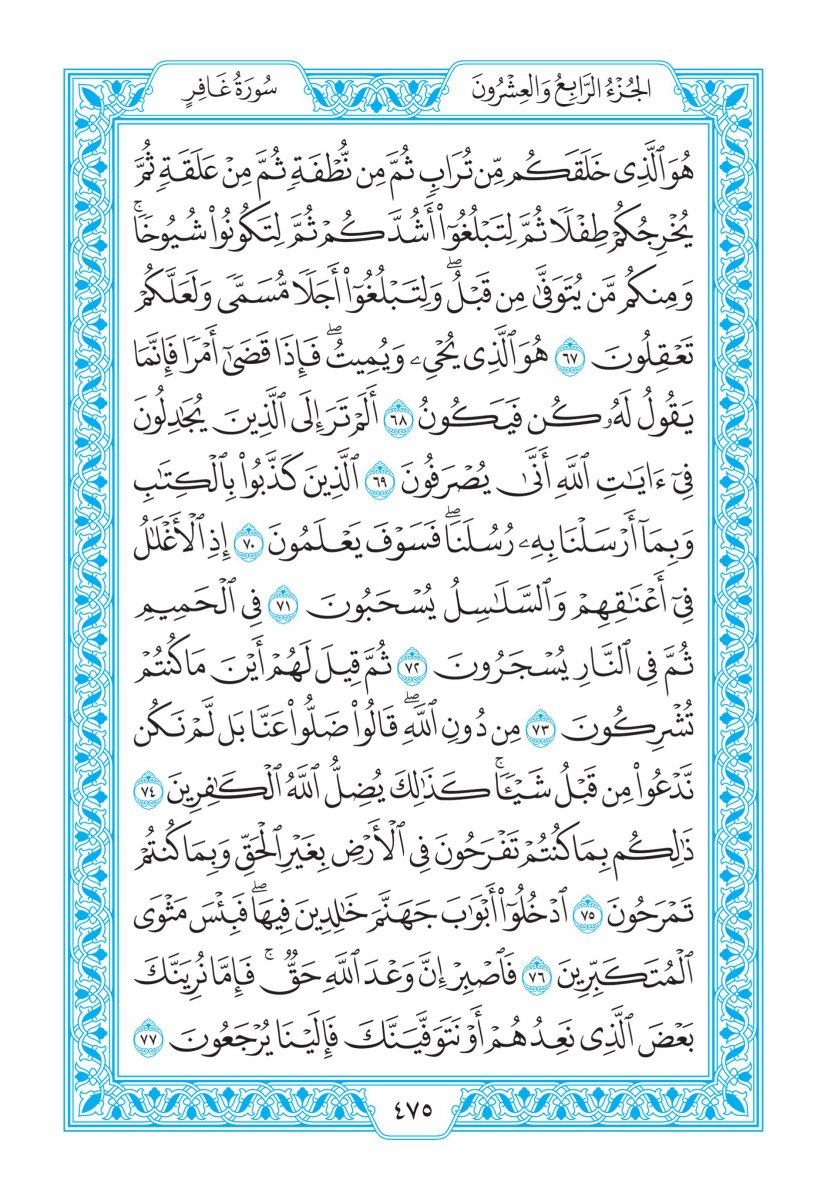 الجُزْءُ الرَّابِعُ وَالعِشْرُونَ
سُورَةُ غَافِرٍ
هُوَ ٱلَّذِى خَلَقَكُم مِّن تُرَابٍ ثُمَّ مِن نُّطْفَةٍ ثُمَّ مِنْ عَلَقَةٍ ثُمَّ
يُخْرِجُكُمْ طِفْلًا ثُمَّ لِتَبْلُغُوٓا۟ أَشُدَّكُمْ ثُمَّ لِتَكُونُوا۟ شُيُوخًا ۚ
وَمِنكُم مَّن يُتَوَفَّىٰ مِن قَبْلُ ۖ وَلِتَبْلُغُوٓا۟ أَجَلًا مُّسَمًّى وَلَعَلَّكُمْ
تَعْقِلُونَ ٦٧ هُوَ ٱلَّذِى يُحْىِۦ وَيُمِيتُ ۖ فَإِذَا قَضَىٰٓ أَمْرًا فَإِنَّمَا
يَقُولُ لَهُۥ كُن فَيَكُونُ ٦٨ أَلَمْ تَرَ إِلَى ٱلَّذِينَ يُجَٰدِلُونَ
فِىٓ ءَايَٰتِ ٱللَّهِ أَنَّىٰ يُصْرَفُونَ ٦٩ ٱلَّذِينَ كَذَّبُوا۟ بِٱلْكِتَٰبِ
وَبِمَآ أَرْسَلْنَا بِهِۦ رُسُلَنَا ۖ فَسَوْفَ يَعْلَمُونَ ٧٠ إِذِ ٱلْأَغْلَٰلُ
فِىٓ أَعْنَٰقِهِمْ وَٱلسَّلَٰسِلُ يُسْحَبُونَ ٧١ فِى ٱلْحَمِيمِ
ثُمَّ فِى ٱلنَّارِ يُسْجَرُونَ ٧٢ ثُمَّ قِيلَ لَهُمْ أَيْنَ مَا كُنتُمْ
تُشْرِكُونَ ٧٣ مِن دُونِ ٱللَّهِ ۖ قَالُوا۟ ضَلُّوا۟ عَنَّا بَل لَّمْ نَكُن
نَّدْعُوا۟ مِن قَبْلُ شَيْـًٔا ۚ كَذَٰلِكَ يُضِلُّ ٱللَّهُ ٱلْكَٰفِرِينَ ٧٤
ذَٰلِكُم بِمَا كُنتُمْ تَفْرَحُونَ فِى ٱلْأَرْضِ بِغَيْرِ ٱلْحَقِّ وَبِمَا كُنتُمْ
تَمْرَحُونَ ٧٥ ٱدْخُلُوٓا۟ أَبْوَٰبَ جَهَنَّمَ خَٰلِدِينَ فِيهَا ۖ فَبِئْسَ مَثْوَى
ٱلْمُتَكَبِّرِينَ ٧٦ فَٱصْبِرْ إِنَّ وَعْدَ ٱللَّهِ حَقٌّ ۚ فَإِمَّا نُرِيَنَّكَ
بَعْضَ ٱلَّذِى نَعِدُهُمْ أَوْ نَتَوَفَّيَنَّكَ فَإِلَيْنَا يُرْجَعُونَ ٧٧
٤٧٥